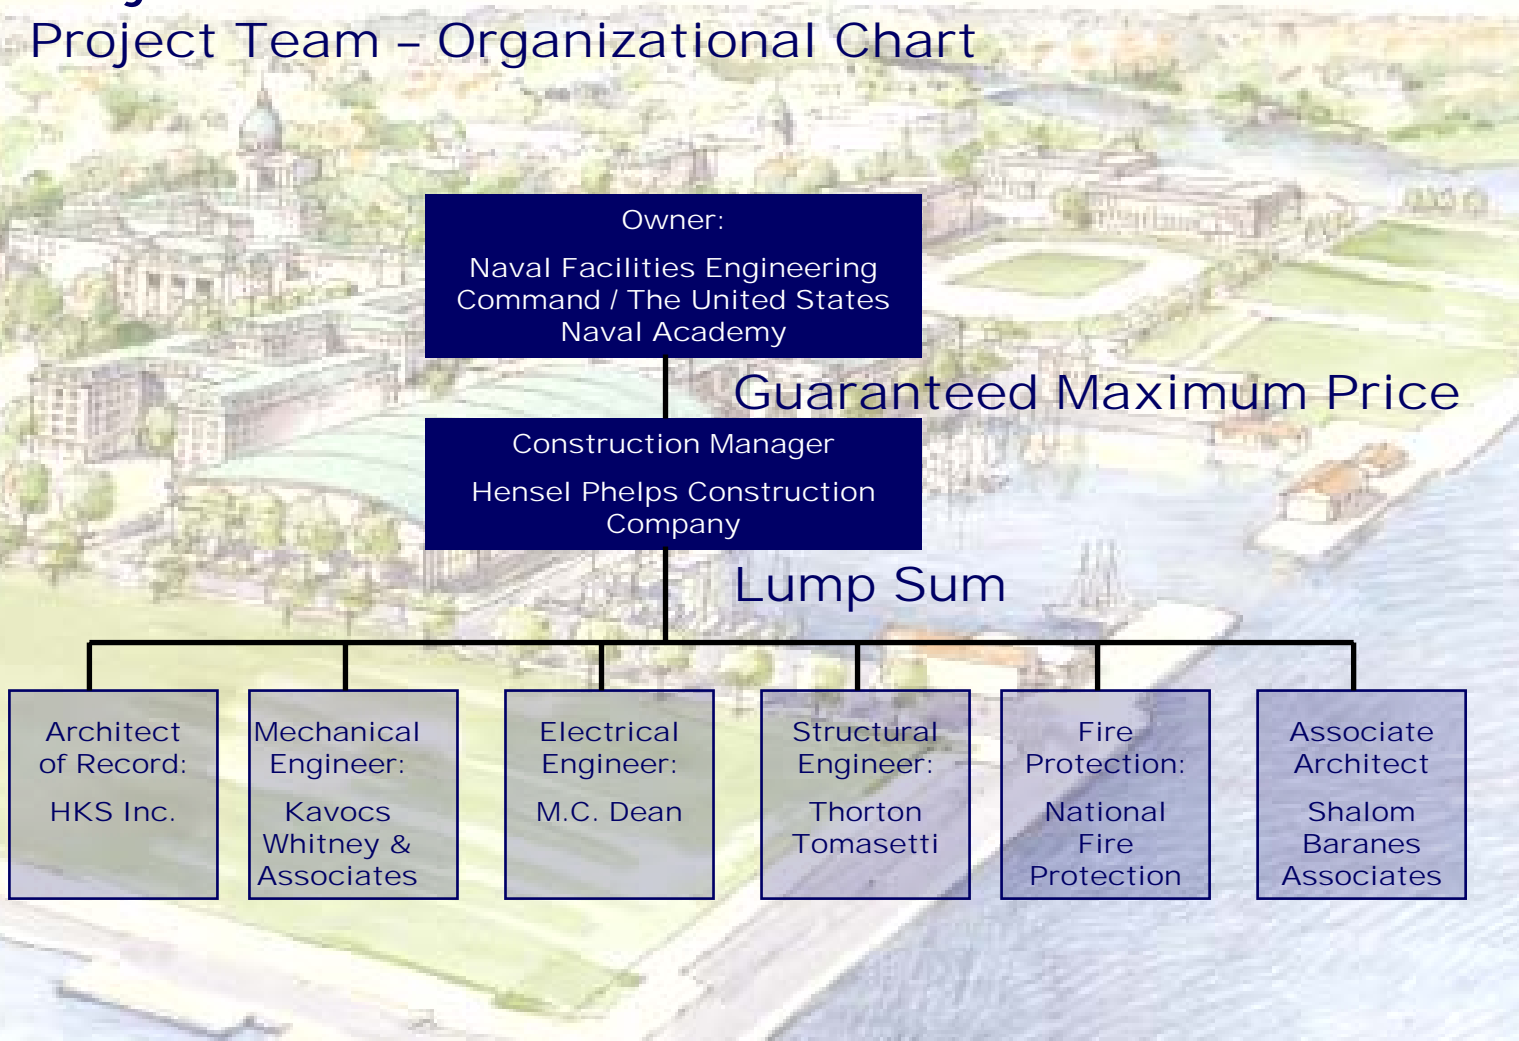 Project Team – Organizational Chart
Owner:
Naval Facilities Engineering
Command / The United States
Naval Academy
Guaranteed Maximum Price
Construction Manager
Hensel Phelps Construction
Company
Lump Sum
Architect
of Record:
HKS Inc.
Mechanical
Engineer:
Kavocs
Whitney &
Associates
Electrical
Engineer:
M.C. Dean
Structural
Engineer:
Thorton
Tomasetti
Fire
Protection:
National
Fire
Protection
Associate
Architect
Shalom
Baranes
Associates